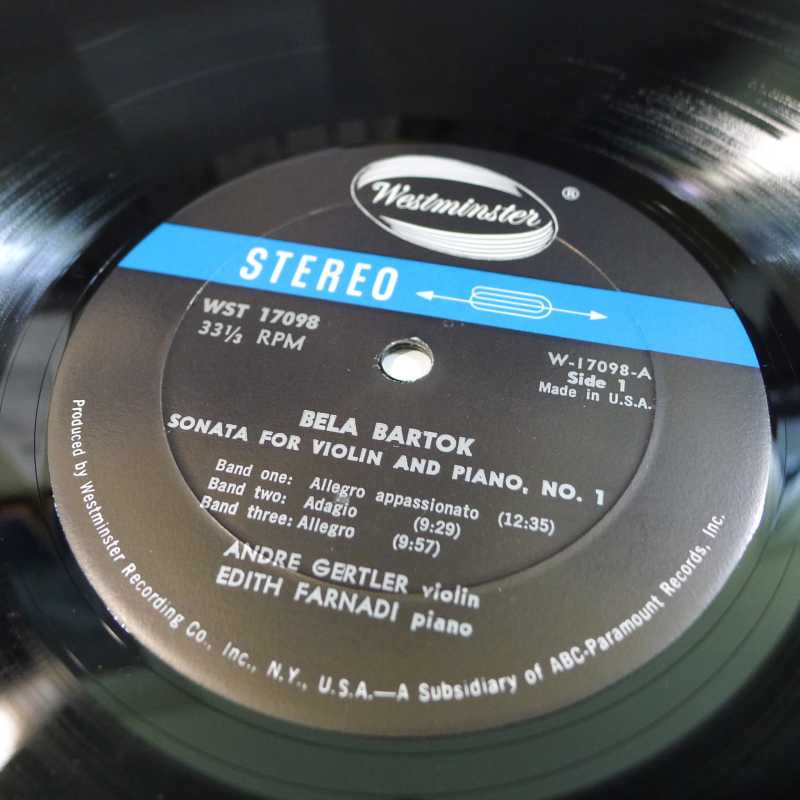 Westminster ®
STEREO
WST 17098
33⅓ RPM
W-17098-A
Side 1
Made in U.S.A.
BELA BARTOK
SONATA FOR VIOLIN AND PIANO, NO. 1
Band one: Allegro appassionato (12:35)
Band two: Adagio (9:29)
Band three: Allegro (9:57)
ANDRE GERTLER violin
EDITH FARNADI piano
Produced by Westminster Recording Co., Inc., N.Y., U.S.A.—A Subsidiary of ABC-Paramount Records, Inc.